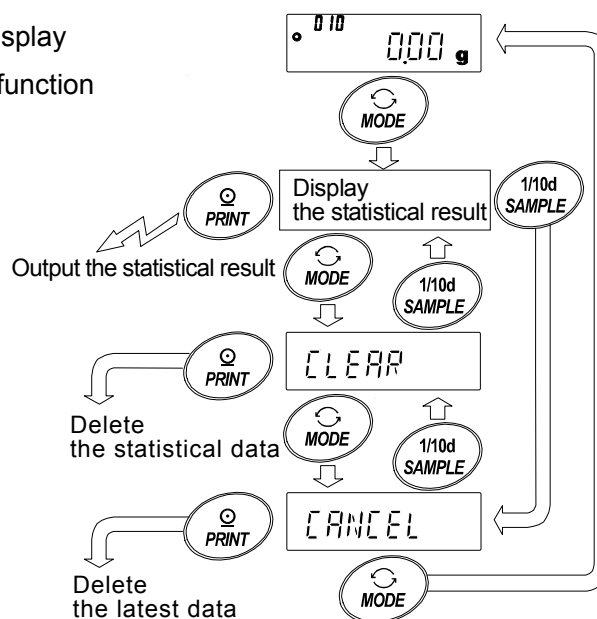 splay
function
010
0.00 g
MODE
Display
the statistical result
PRINT
1/10d
SAMPLE
Output the statistical result
MODE
1/10d
SAMPLE
PRINT
CLEAR
Delete
the statistical data
MODE
1/10d
SAMPLE
PRINT
CANCEL
Delete
the latest data
MODE